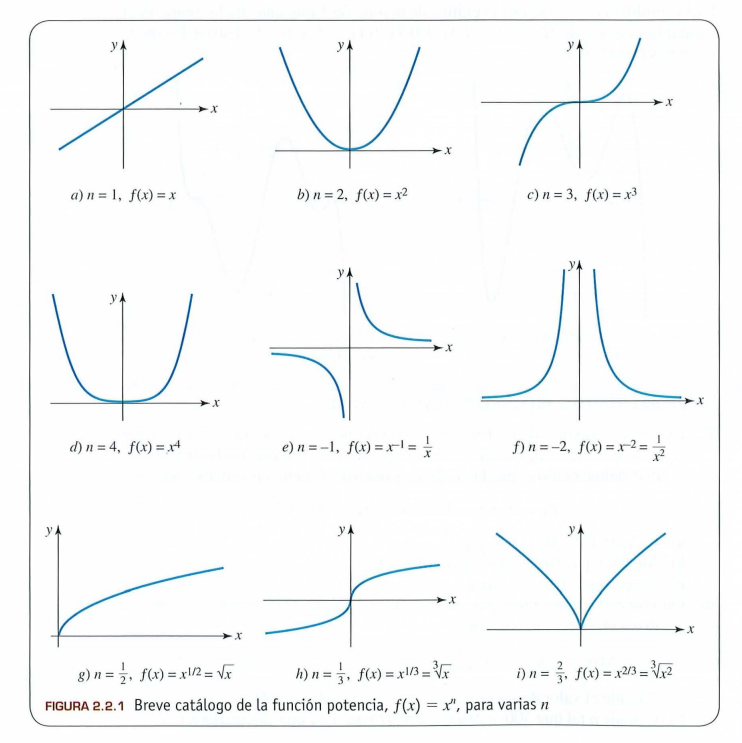 y
x
a) n = 1, f(x) = x
y
x
b) n = 2, f(x) = x²
y
x
c) n = 3, f(x) = x³
y
x
d) n = 4, f(x) = x⁴
y
x
e) n = –1, f(x) = x⁻¹ = 1/x
y
x
f) n = –2, f(x) = x⁻² = 1/x²
y
x
g) n = 1/2, f(x) = x^1/2 = √x
y
x
h) n = 1/3, f(x) = x^1/3 = ∛x
y
x
i) n = 2/3, f(x) = x^2/3 = ∛x²
FIGURA 2.2.1 Breve catálogo de la función potencia, f(x) = xⁿ, para varias n